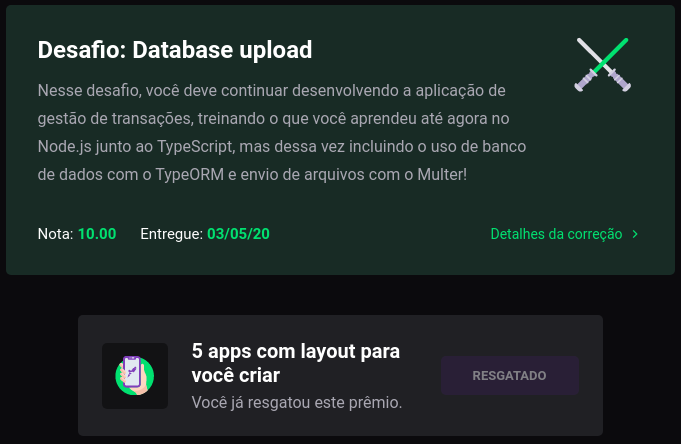 Desafio: Database upload
Nesse desafio, você deve continuar desenvolvendo a aplicação de
gestão de transações, treinando o que você aprendeu até agora no
Node.js junto ao TypeScript, mas dessa vez incluindo o uso de banco
de dados com o TypeORM e envio de arquivos com o Multer!
Nota: 10.00 Entregue: 03/05/20 Detalhes da correção >
5 apps com layout para
você criar
Você já resgatou este prêmio.
RESGATADO